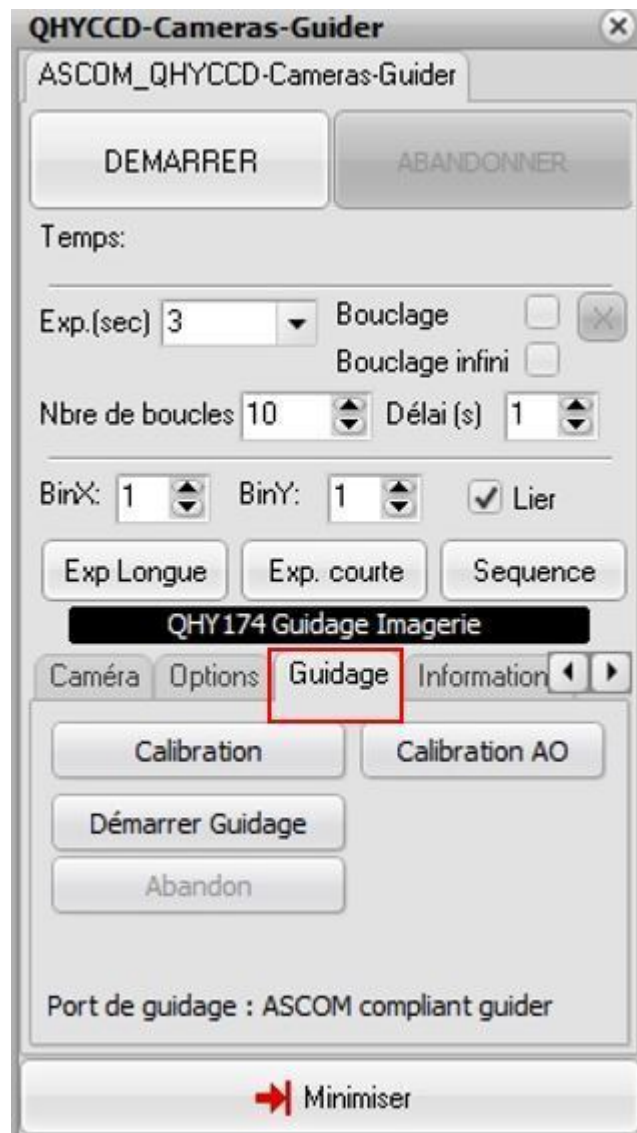 QHYCCD-Cameras-Guider
ASCOM_QHYCCD-Cameras-Guider
DEMARRER ABANDONNER
Temps:
Exp.(sec) 3 Bouclage
Bouclage infini
Nbre de boucles 10 Délai (s) 1
BinX: 1 BinY: 1 Lier
Exp Longue Exp. courte Sequence
QHY174 Guidage Imagerie
Caméra Options Guidage Information
Calibration Calibration AO
Démarrer Guidage
Abandon
Port de guidage : ASCOM compliant guider
Minimiser